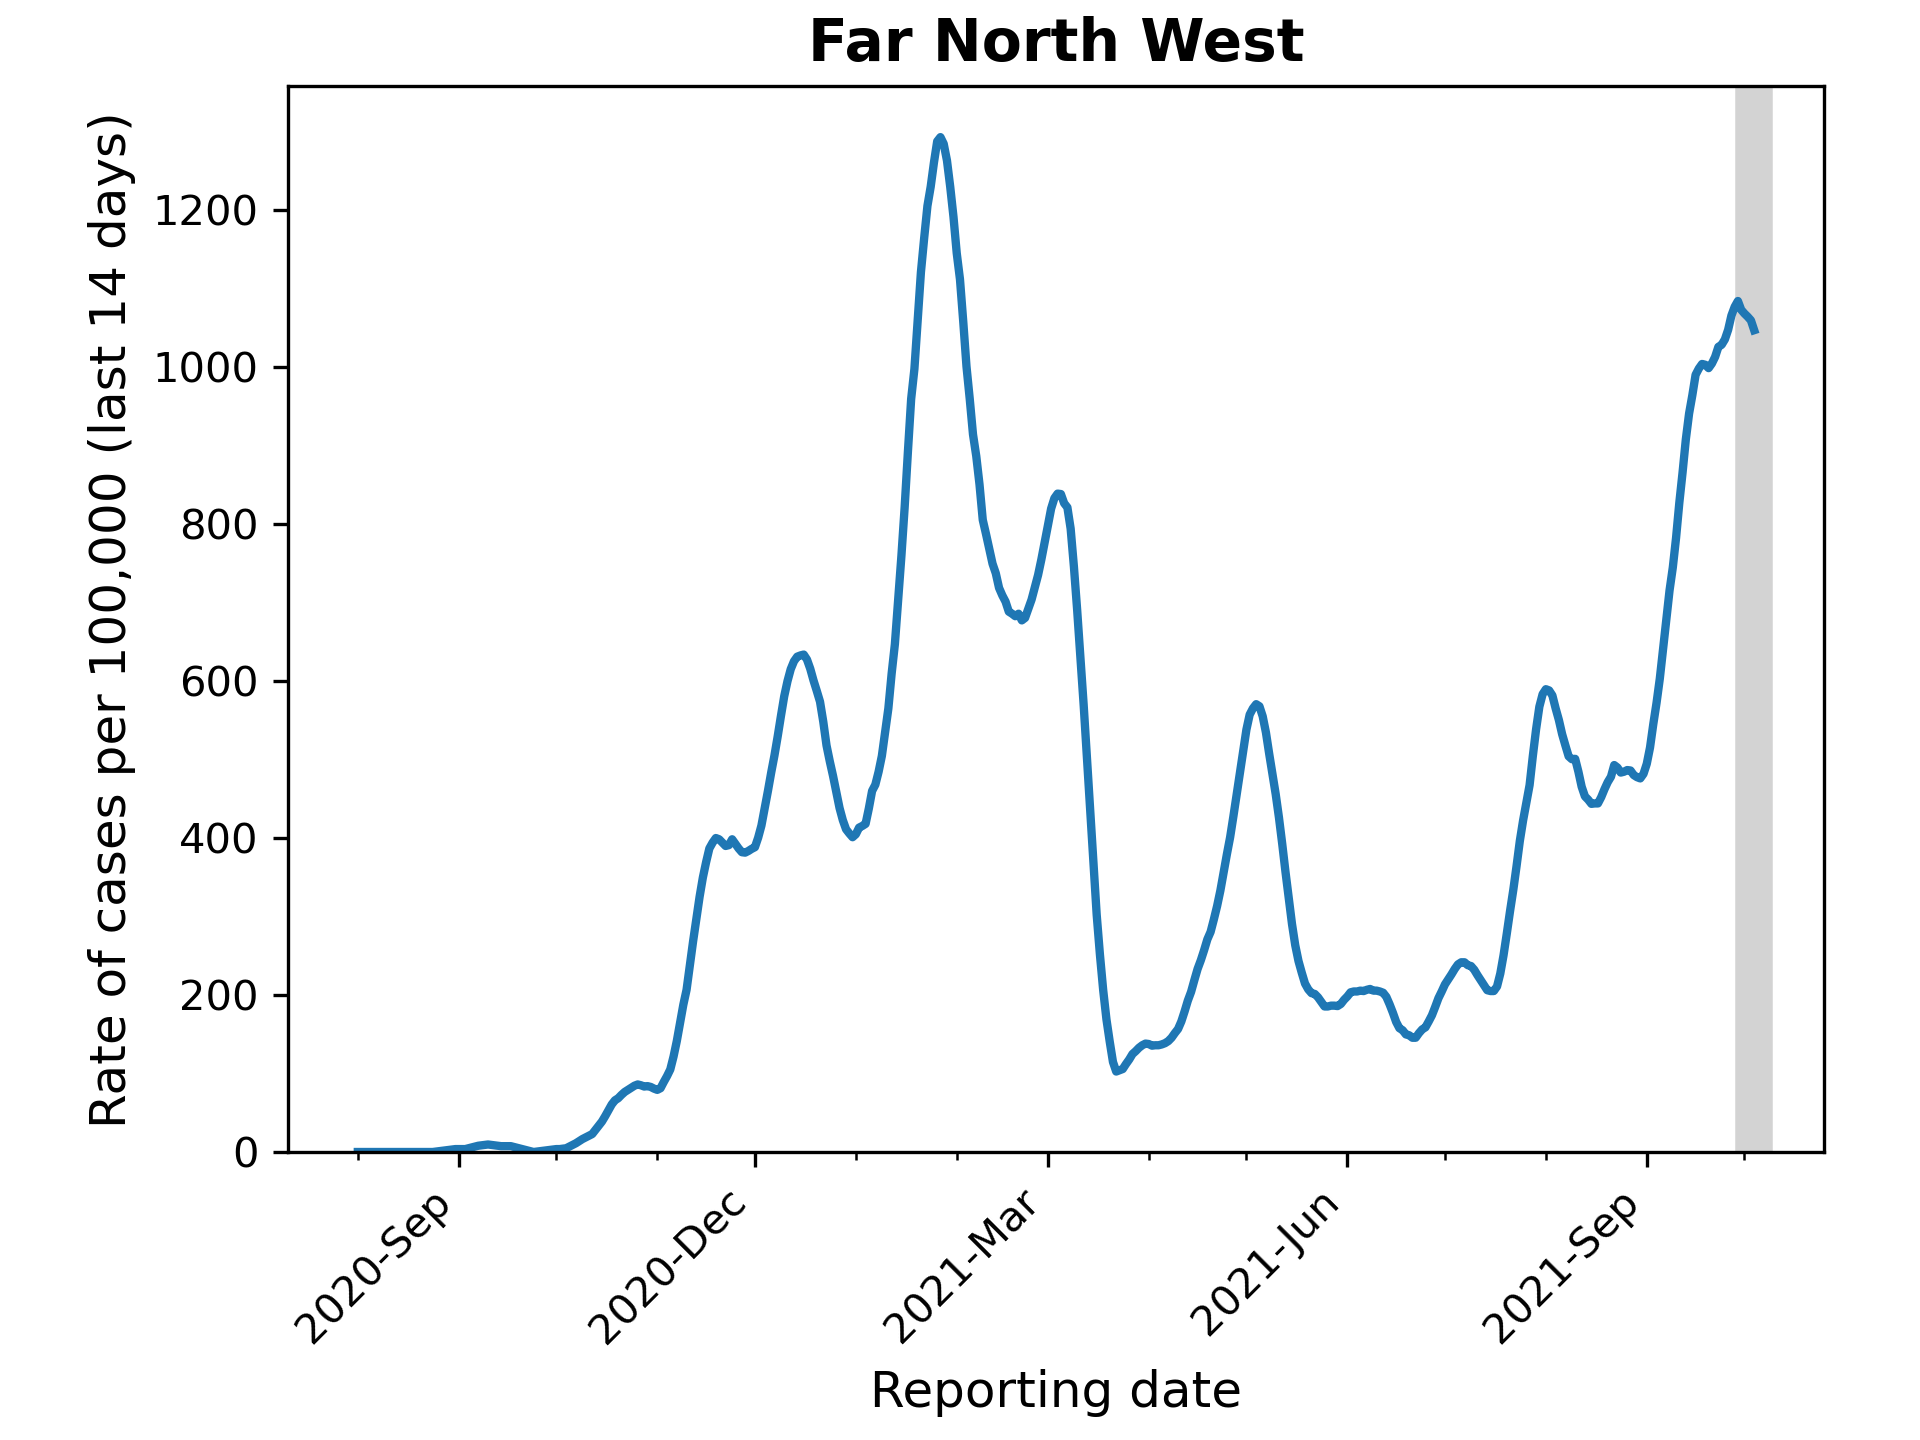 Far North West
Rate of cases per 100,000 (last 14 days)
1200
1000
800
600
400
200
0
2020-Sep
2020-Dec
2021-Mar
2021-Jun
2021-Sep
Reporting date